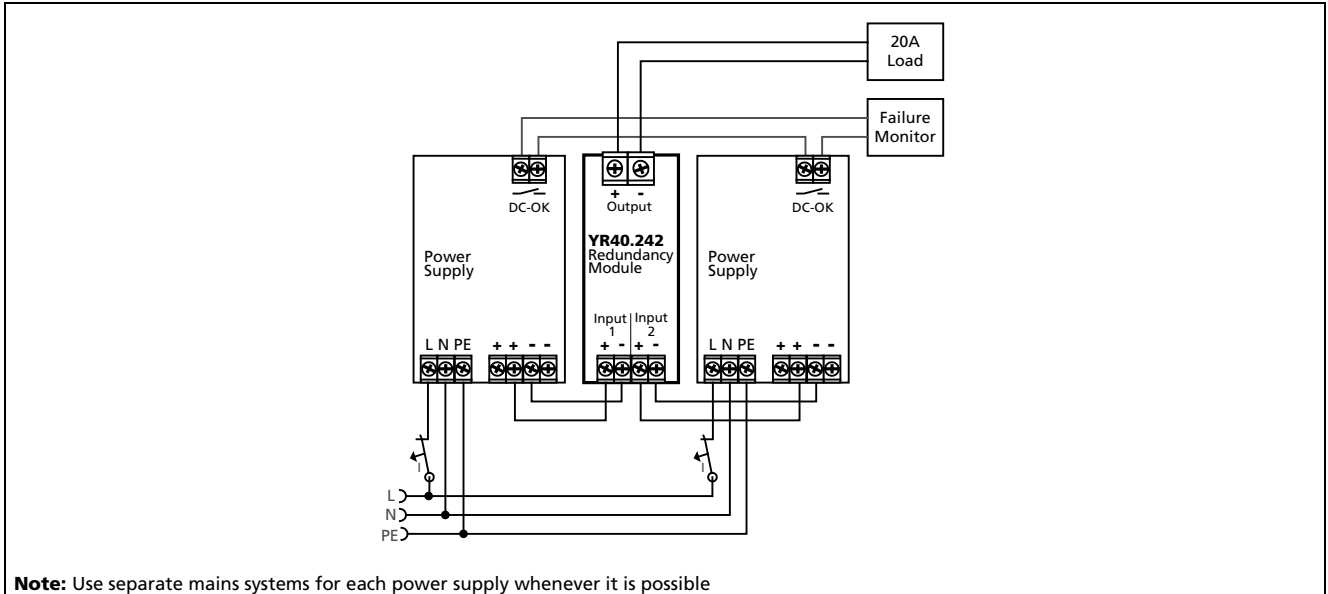 20A
Load
Failure
Monitor
+ -
Output
DC-OK
DC-OK
YR40.242
Redundancy
Module
Power
Supply
Power
Supply
Input Input
1 2
L N PE + + - -
+ - + -
L N PE + + - -
I
I
L
N
PE
Note: Use separate mains systems for each power supply whenever it is possible